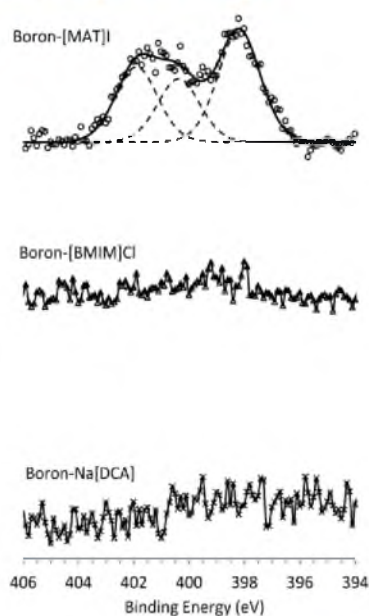 Boron-[MAT]I
Boron-[BMIM]Cl
Boron-Na[DCA]
406 404 402 400 398 396 394
Binding Energy (eV)